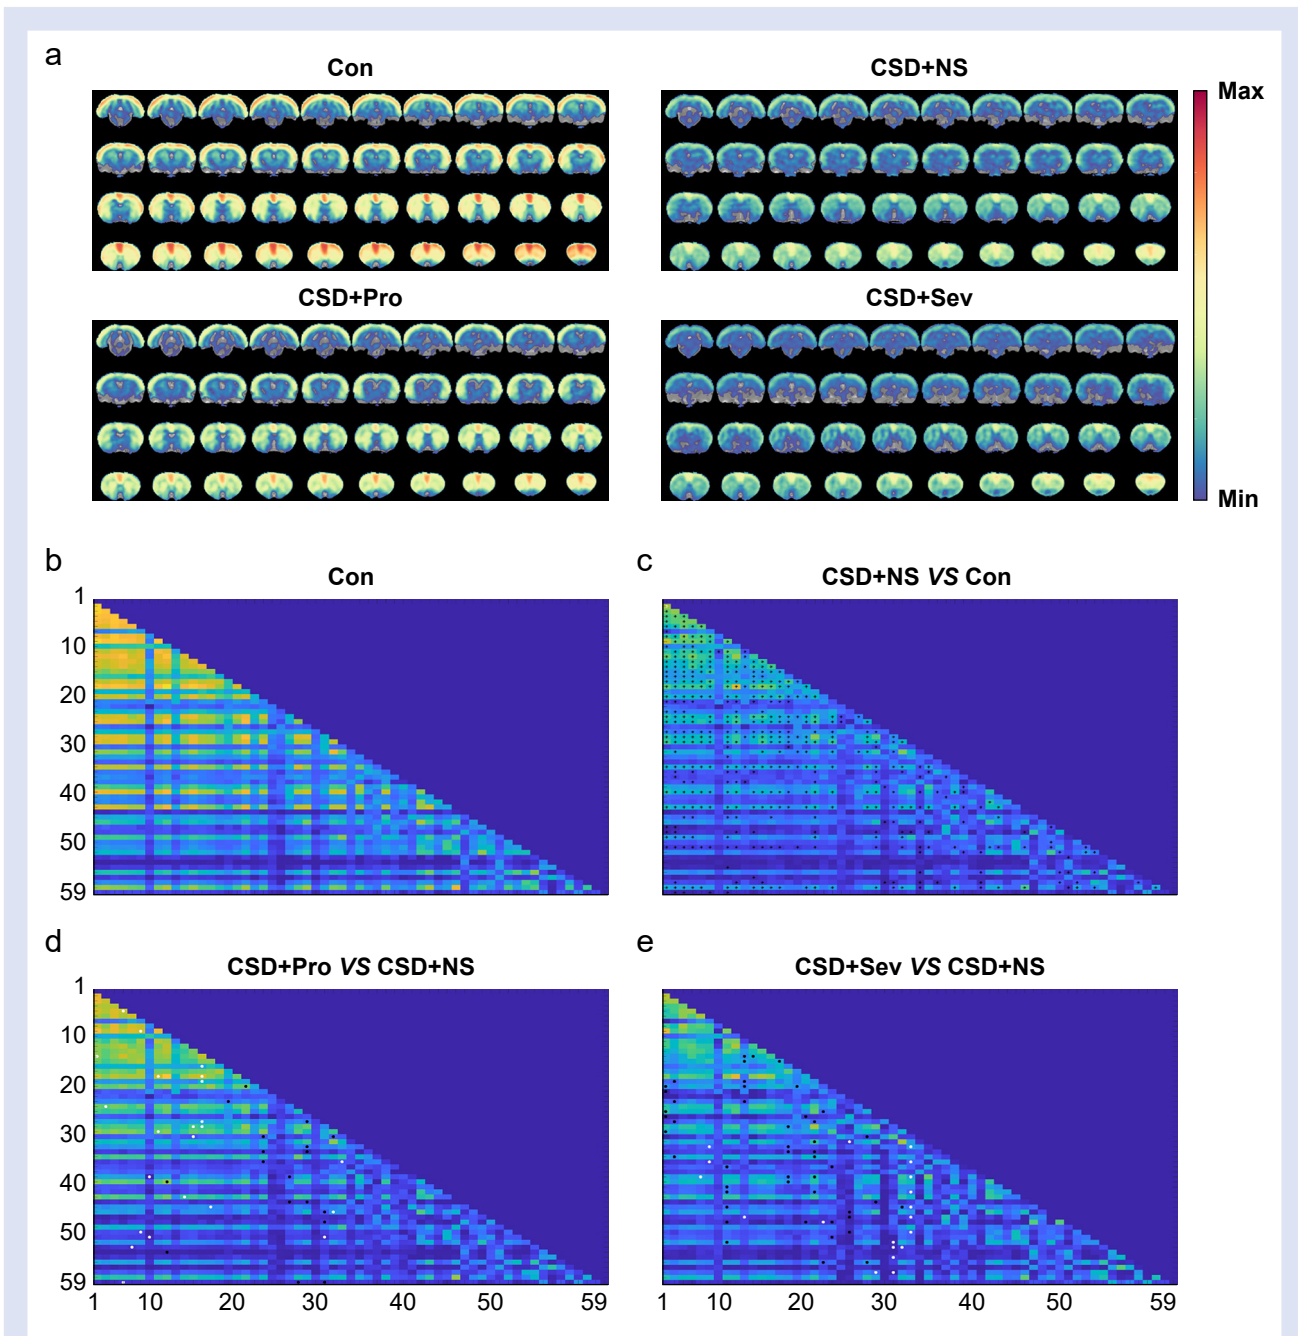 a
Con
CSD+NS
Max
CSD+Pro
CSD+Sev
Min
b
Con
1
10
20
30
40
50
59
c
CSD+NS VS Con
d
CSD+Pro VS CSD+NS
1
10
20
30
40
50
59
1 10 20 30 40 50 59
e
CSD+Sev VS CSD+NS
1 10 20 30 40 50 59